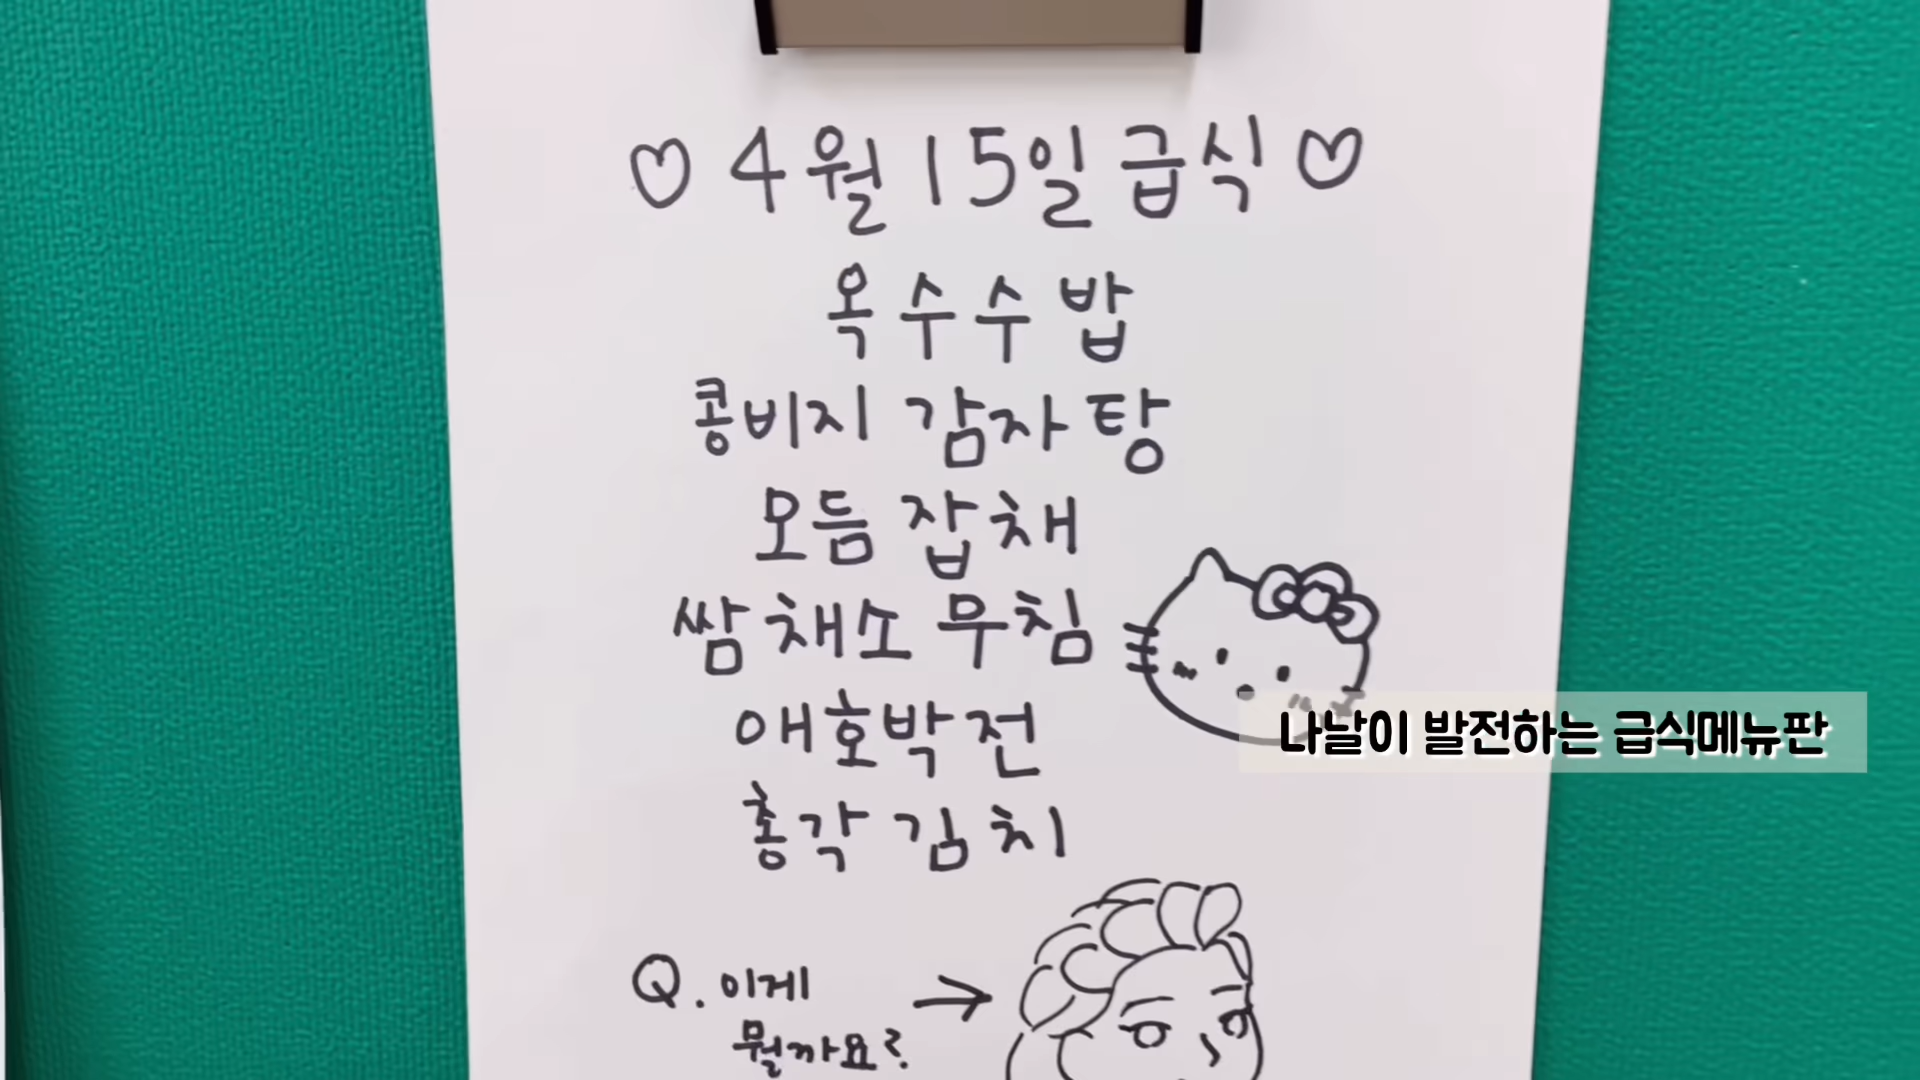 ♡ 4월 15일 급식 ♡
옥수수밥
콩비지 감자탕
모듬 잡채
쌈채소 무침
애호박전
총각김치
나날이 발전하는 급식메뉴판
Q. 이게 →
뭘까요?